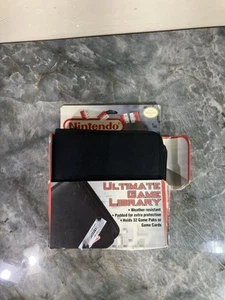 Nintendo
ULTIMATE
GAME
LIBRARY
• Weather resistant
• Padded for extra protection
• Holds 32 Game Paks or
Game Cards